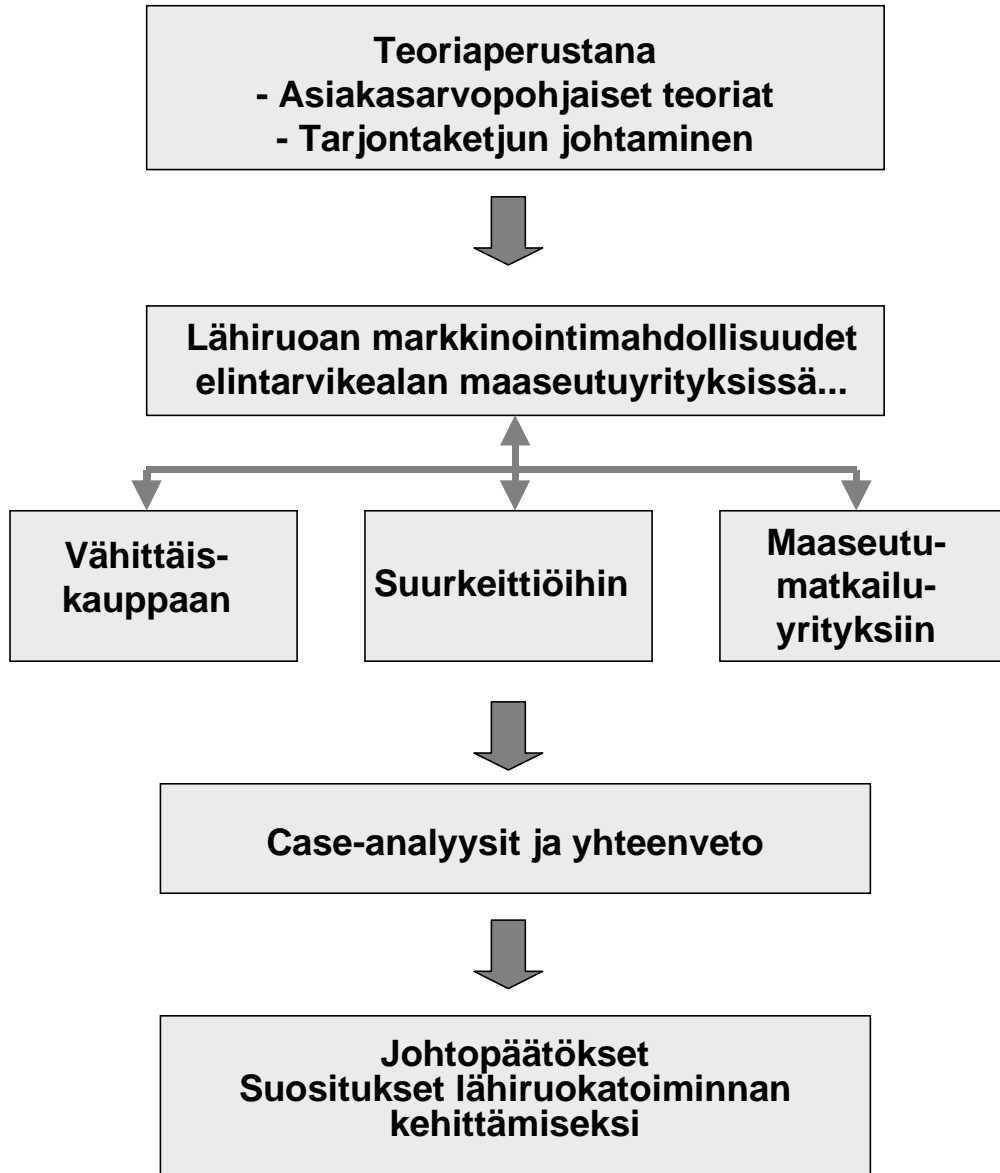 Teoriaperustana
- Asiakasarvopohjaiset teoriat
- Tarjontaketjun johtaminen
Lähiruoan markkinointimahdollisuudet
elintarvikealan maaseutuyrityksissä...
Vähittäis-
kauppaan
Suurkeittiöihin
Maaseutu-
matkailu-
yrityksiin
Case-analyysit ja yhteenveto
Johtopäätökset
Suositukset lähiruokatoiminnan
kehittämiseksi